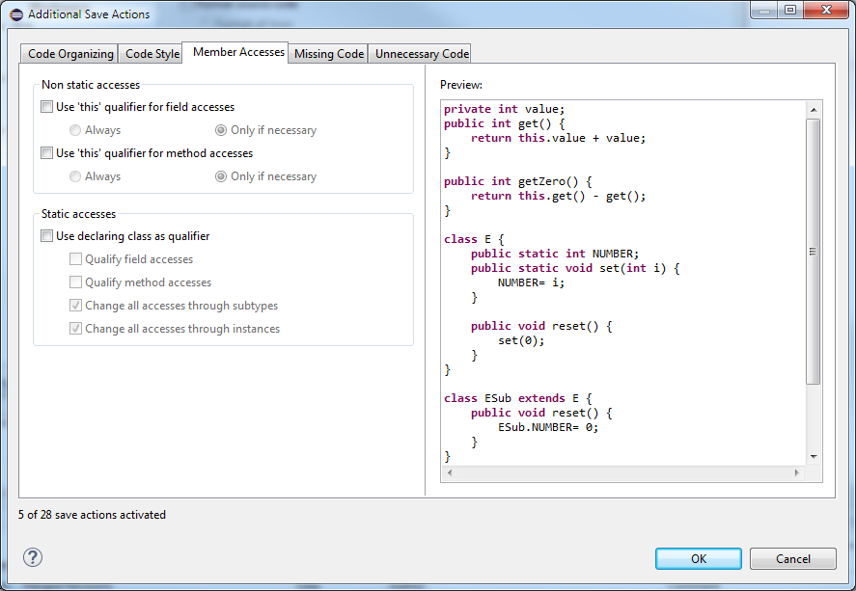 Additional Save Actions
Code Organizing Code Style Member Accesses Missing Code Unnecessary Code
Non static accesses
Use 'this' qualifier for field accesses
Always Only if necessary
Use 'this' qualifier for method accesses
Always Only if necessary
Static accesses
Use declaring class as qualifier
Qualify field accesses
Qualify method accesses
Change all accesses through subtypes
Change all accesses through instances
Preview:
private int value;
public int get() {
    return this.value + value;
}

public int getZero() {
    return this.get() - get();
}

class E {
    public static int NUMBER;
    public static void set(int i) {
        NUMBER= i;
    }

    public void reset() {
        set(0);
    }
}

class ESub extends E {
    public void reset() {
        ESub.NUMBER= 0;
    }
}
5 of 28 save actions activated
?
OK Cancel